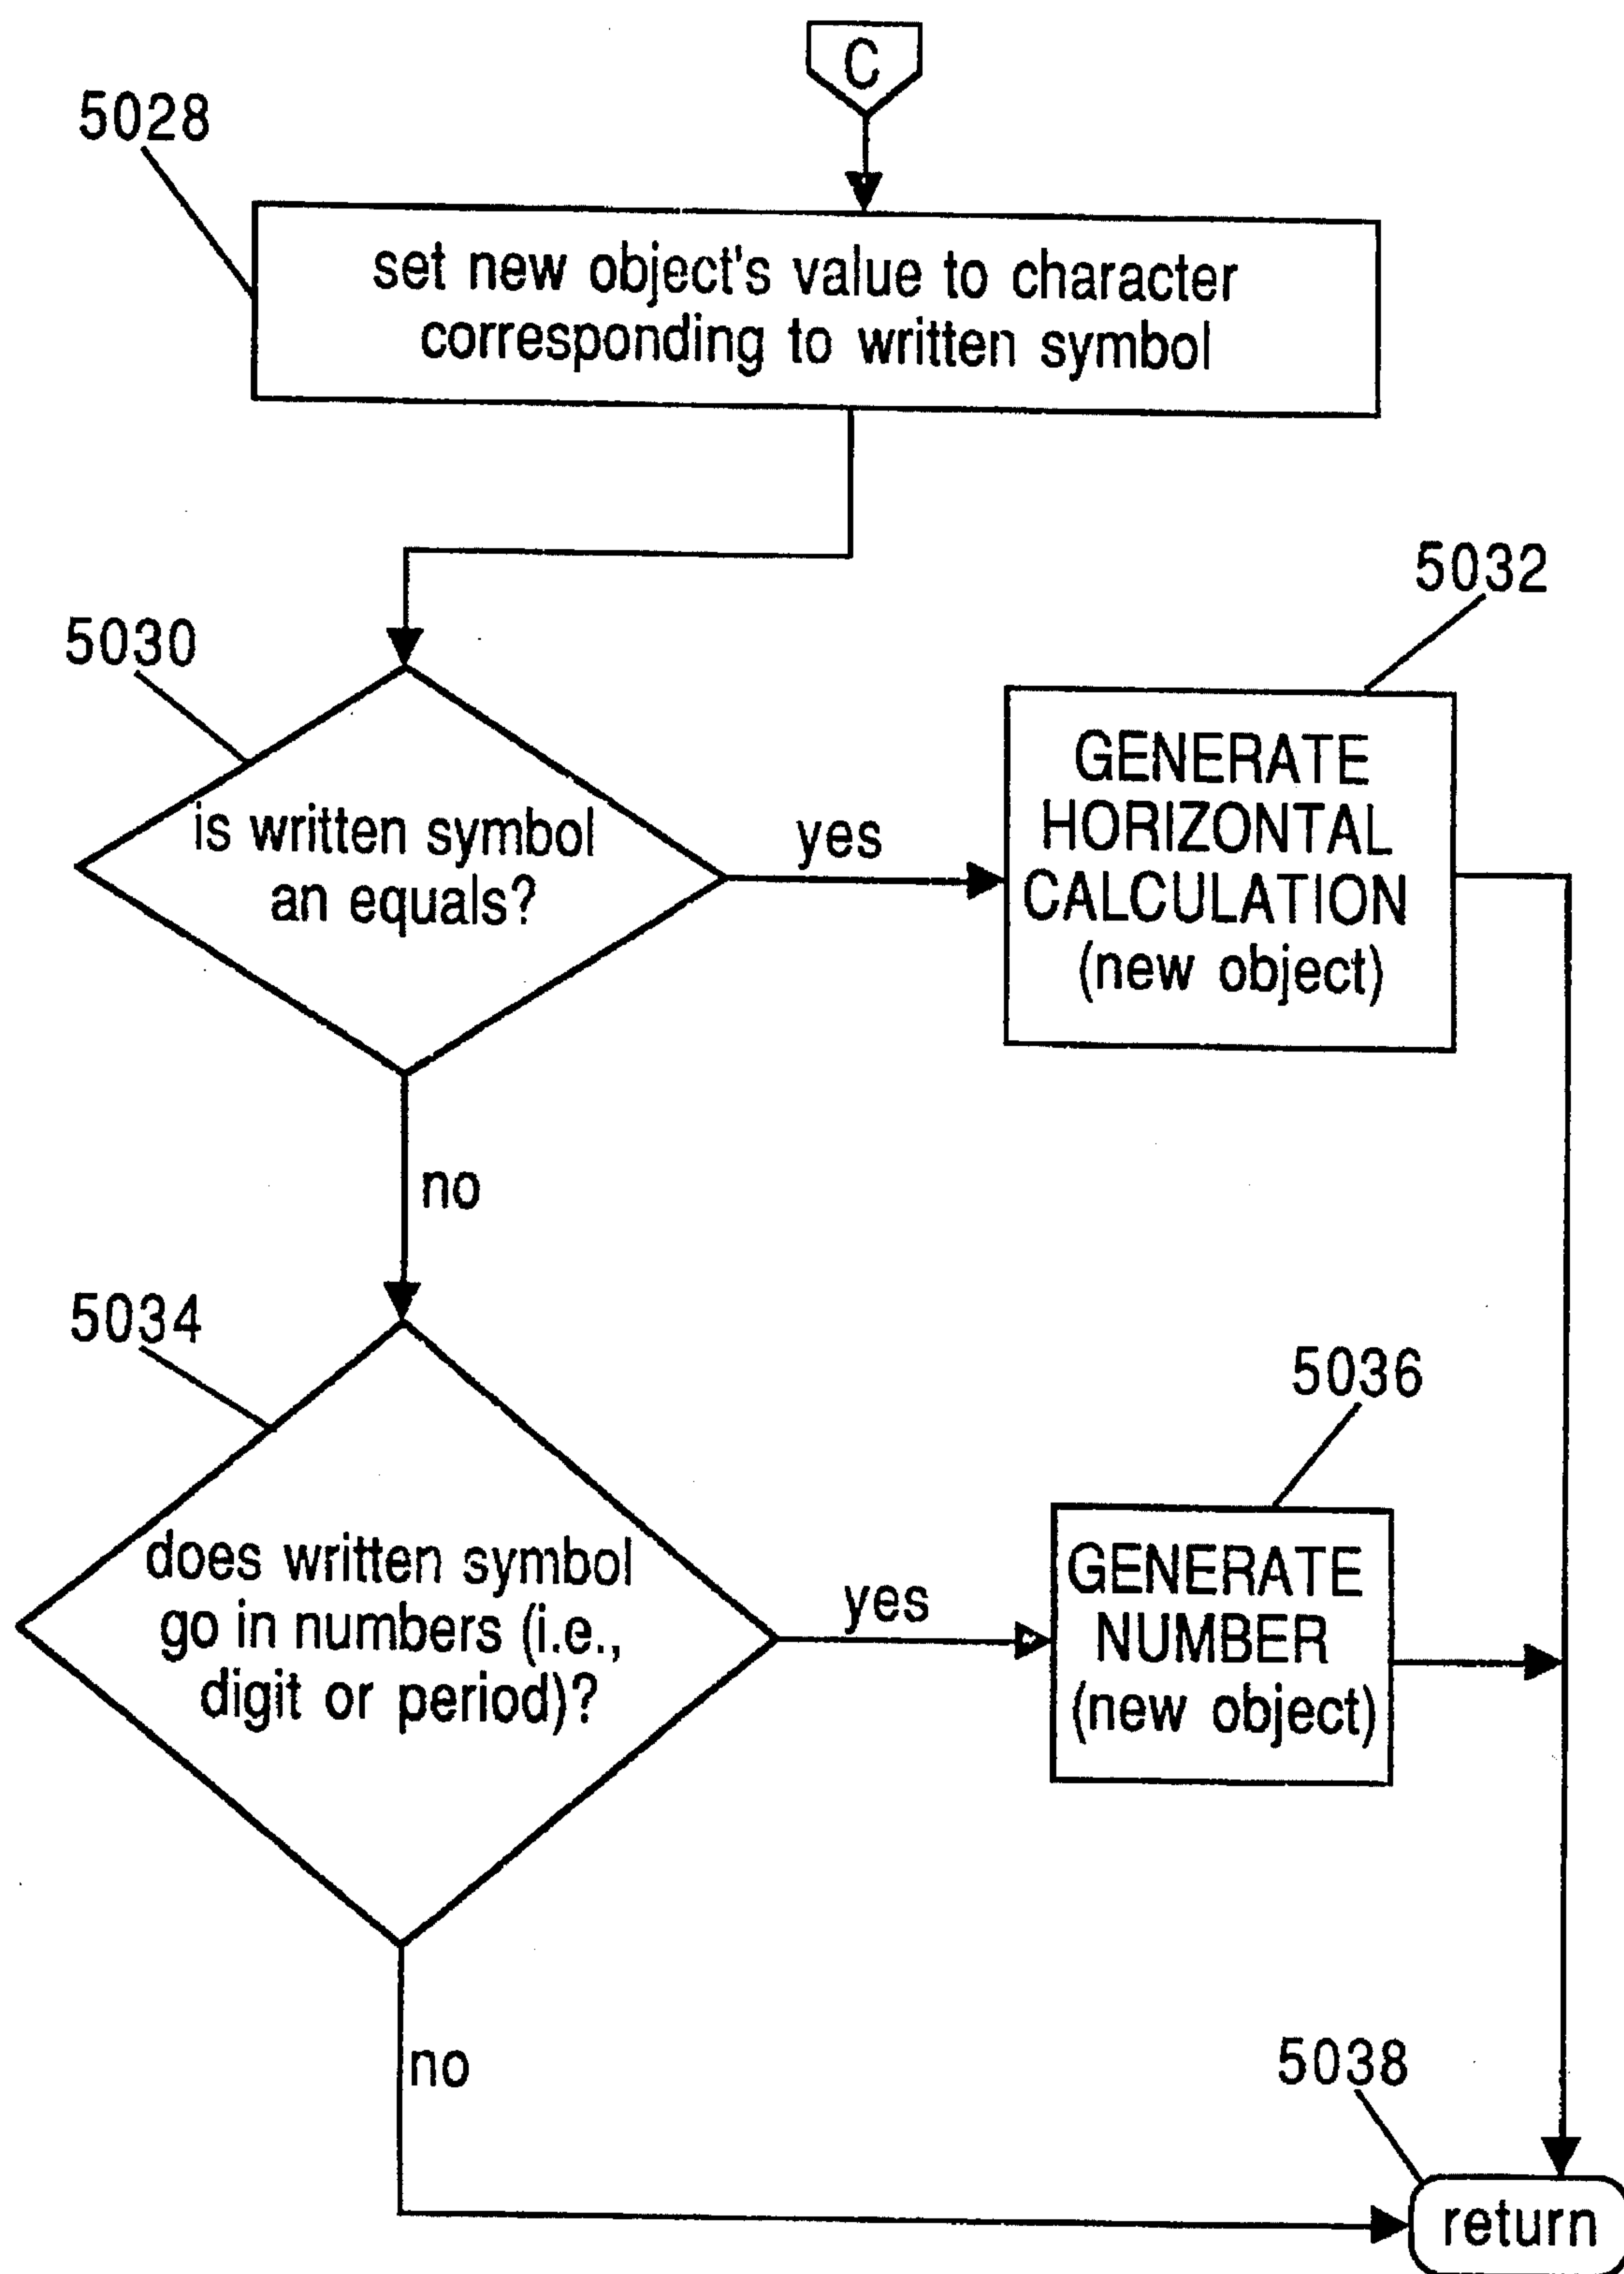 C
5028
set new object's value to character
corresponding to written symbol
5030
is written symbol
an equals?
yes
5032
GENERATE
HORIZONTAL
CALCULATION
(new object)
no
5034
does written symbol
go in numbers (i.e.,
digit or period)?
yes
5036
GENERATE
NUMBER
(new object)
no
5038
return